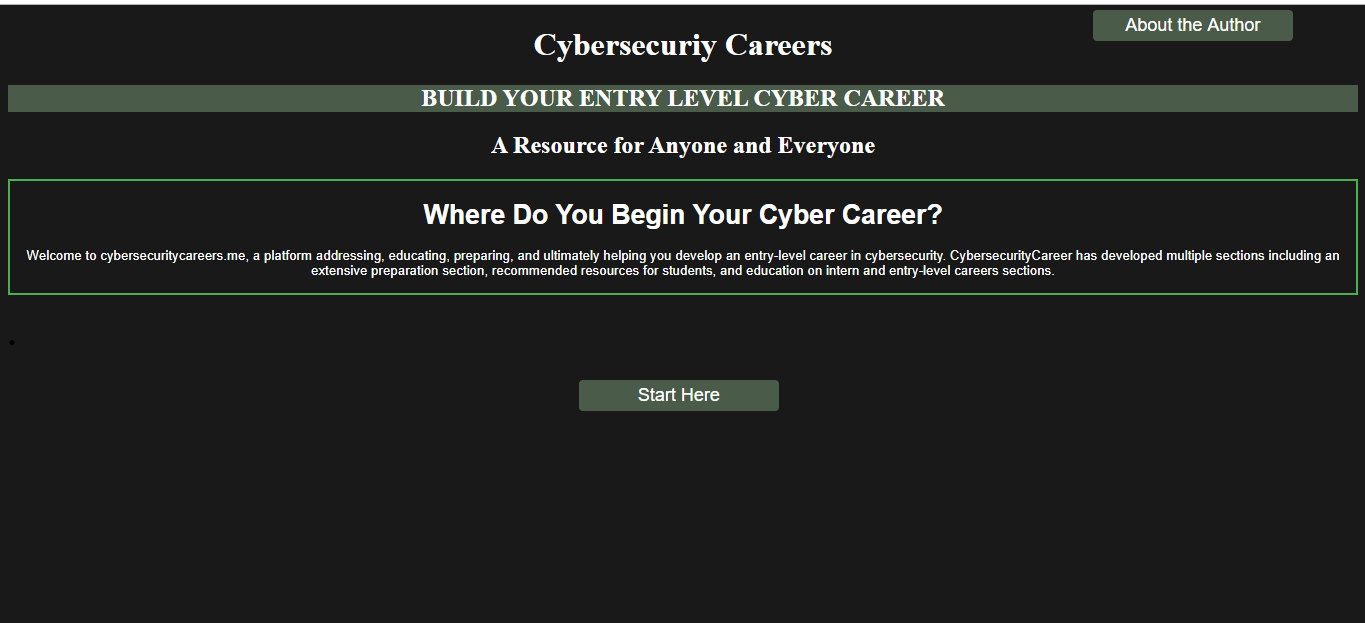 About the Author
Cybersecuriy Careers
BUILD YOUR ENTRY LEVEL CYBER CAREER
A Resource for Anyone and Everyone
Where Do You Begin Your Cyber Career?
Welcome to cybersecuritycareers.me, a platform addressing, educating, preparing, and ultimately helping you develop an entry-level career in cybersecurity. CybersecurityCareer has developed multiple sections including an
extensive preparation section, recommended resources for students, and education on intern and entry-level careers sections.
Start Here